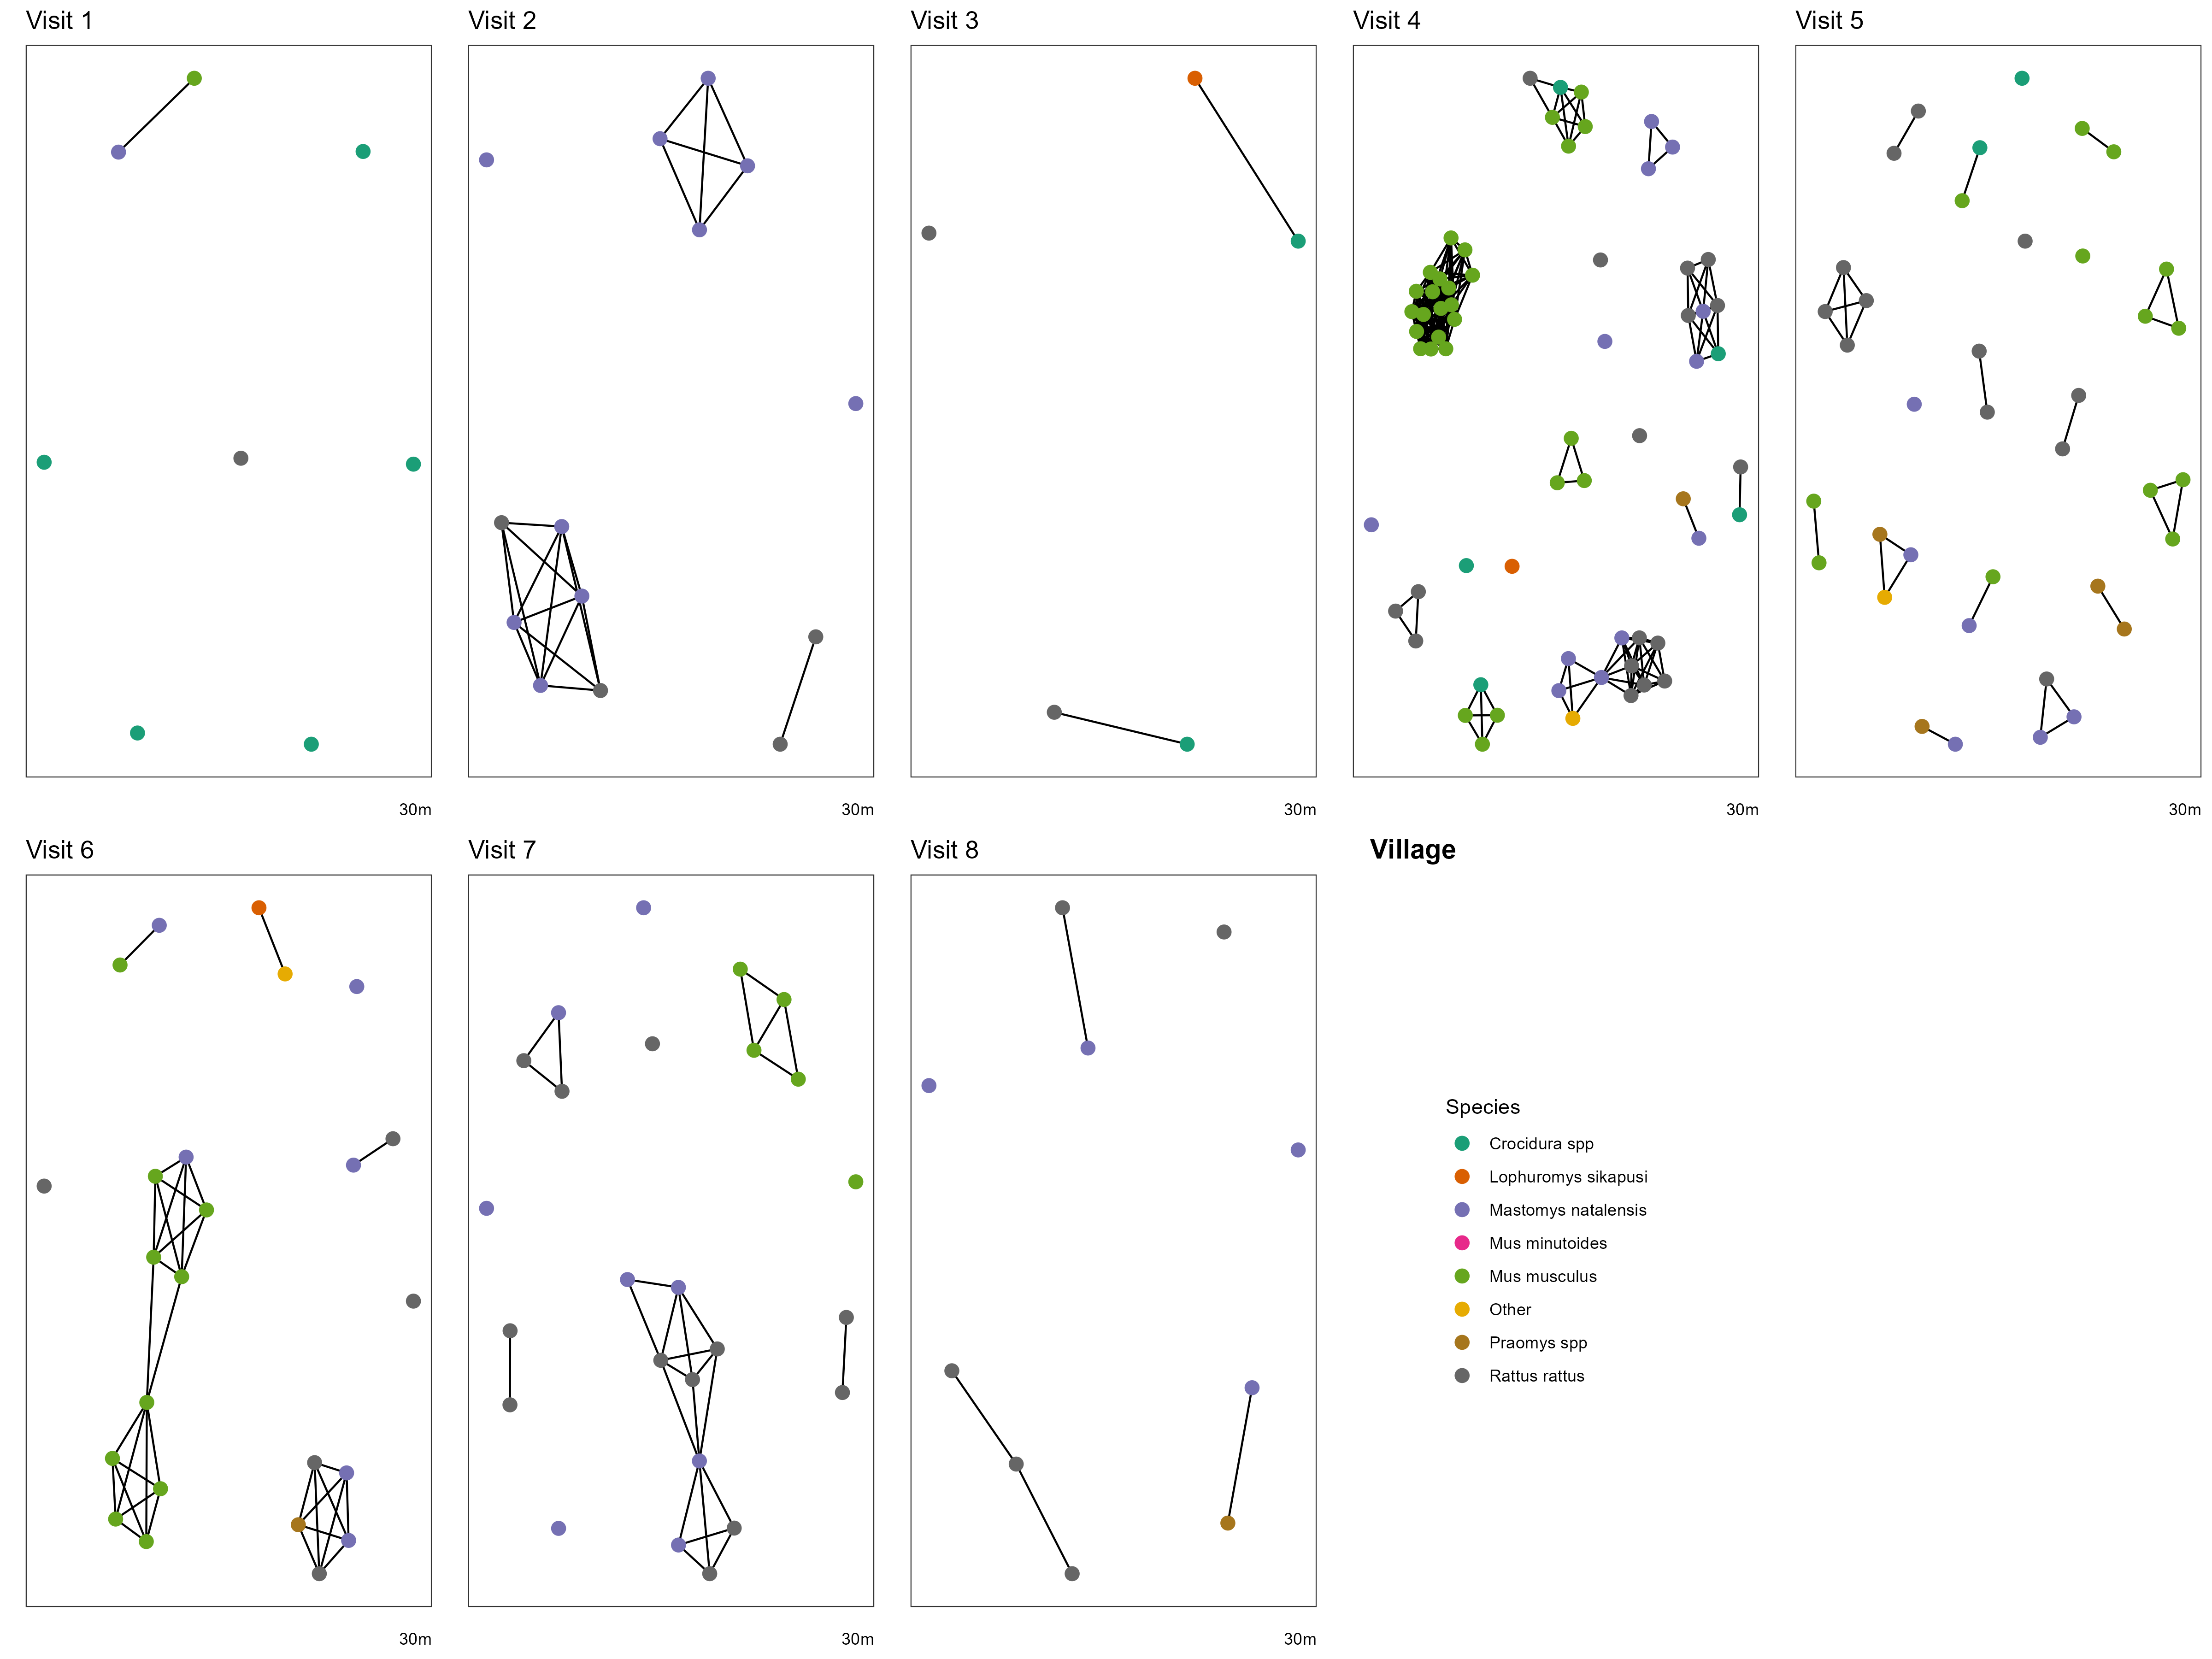 Visit 1
Visit 2
Visit 3
Visit 4
Visit 5
30m
30m
30m
30m
30m
Visit 6
Visit 7
Visit 8
Village
Species
Crocidura spp
Lophuromys sikapusi
Mastomys natalensis
Mus minutoides
Mus musculus
Other
Praomys spp
Rattus rattus
30m
30m
30m